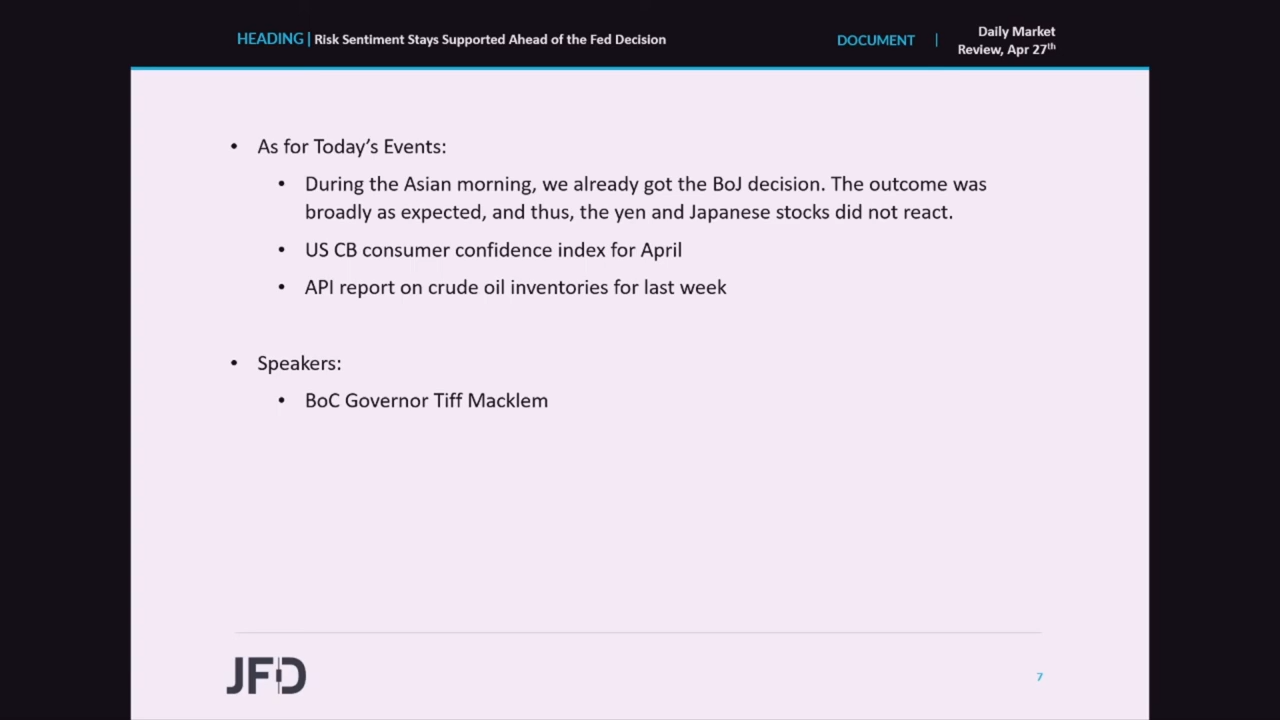 HEADING | Risk Sentiment Stays Supported Ahead of the Fed Decision
DOCUMENT |
Daily Market
Review, Apr 27th
• As for Today’s Events:
• During the Asian morning, we already got the BoJ decision. The outcome was
broadly as expected, and thus, the yen and Japanese stocks did not react.
• US CB consumer confidence index for April
• API report on crude oil inventories for last week
• Speakers:
• BoC Governor Tiff Macklem
JFD
7